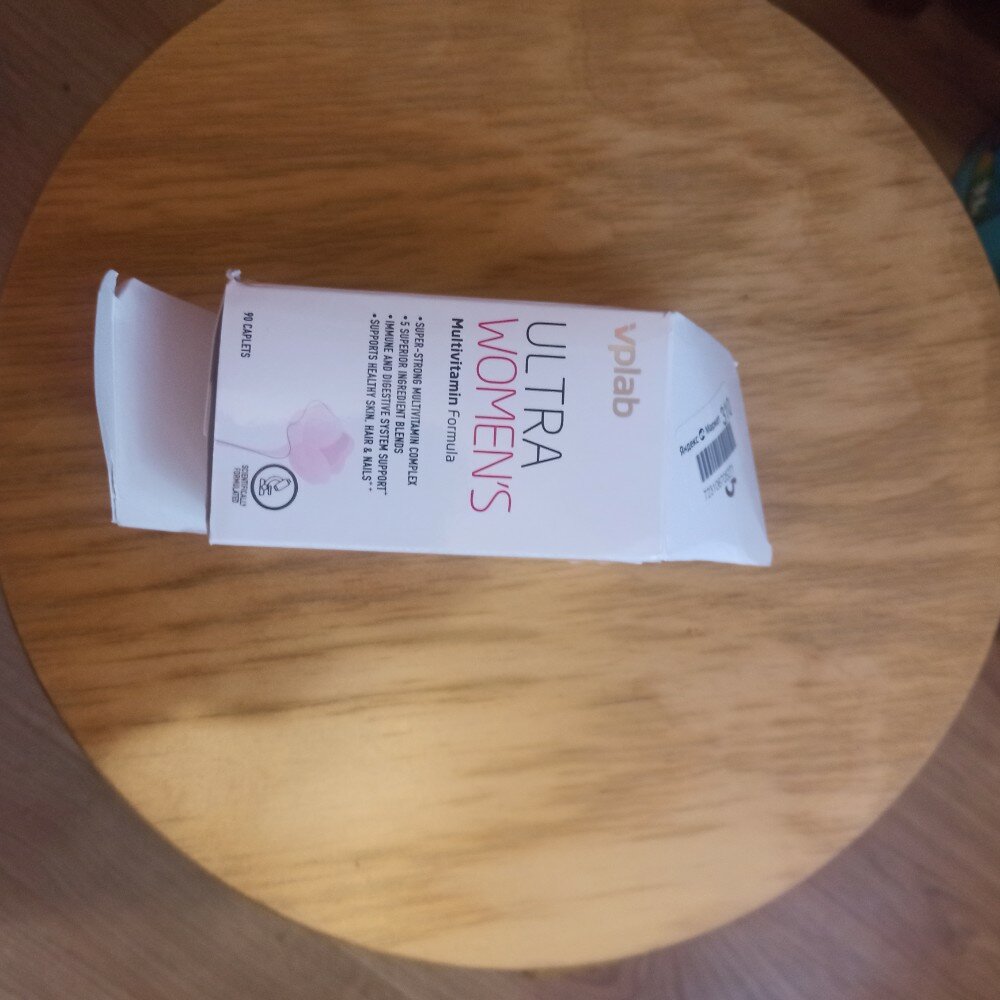 vplab
ULTRA
WOMEN'S
Multivitamin Formula
• SUPER-STRONG MULTIVITAMIN COMPLEX
• 5 SUPERIOR INGREDIENT BLENDS
• IMMUNE AND DIGESTIVE SYSTEM SUPPORT*
• SUPPORTS HEALTHY SKIN, HAIR & NAILS**
90 CAPLETS
SCIENTIFICALLY
FORMULATED
Яндекс Маркет